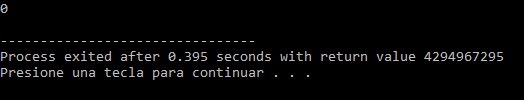 0
--------------------------------
Process exited after 0.395 seconds with return value 4294967295
Presione una tecla para continuar . . .